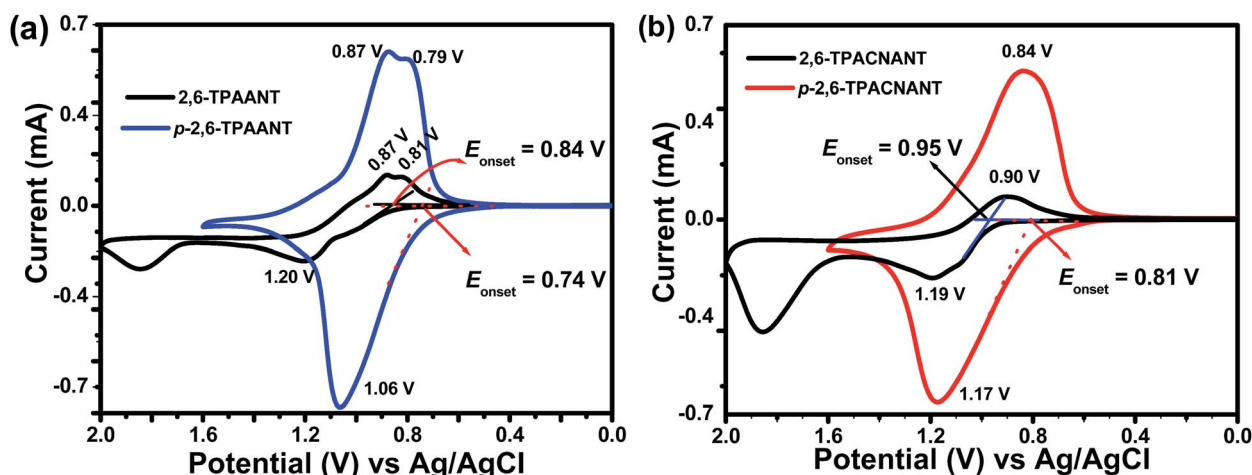 (a)
0.7
0.4
0.0
-0.4
-0.7
Current (mA)
2,6-TPAANT
p-2,6-TPAANT
0.87 V
0.79 V
0.87 V
0.81 V
Eonset = 0.84 V
Eonset = 0.74 V
1.20 V
1.06 V
2.0 1.6 1.2 0.8 0.4 0.0
Potential (V) vs Ag/AgCl
(b)
0.7
0.4
0.0
-0.4
-0.7
Current (mA)
2,6-TPACNANT
p-2,6-TPACNANT
0.84 V
Eonset =
0.95 V
0.90 V
Eonset = 0.81 V
1.19 V
1.17 V
2.0 1.6 1.2 0.8 0.4 0.0
Potential (V) vs Ag/AgCl